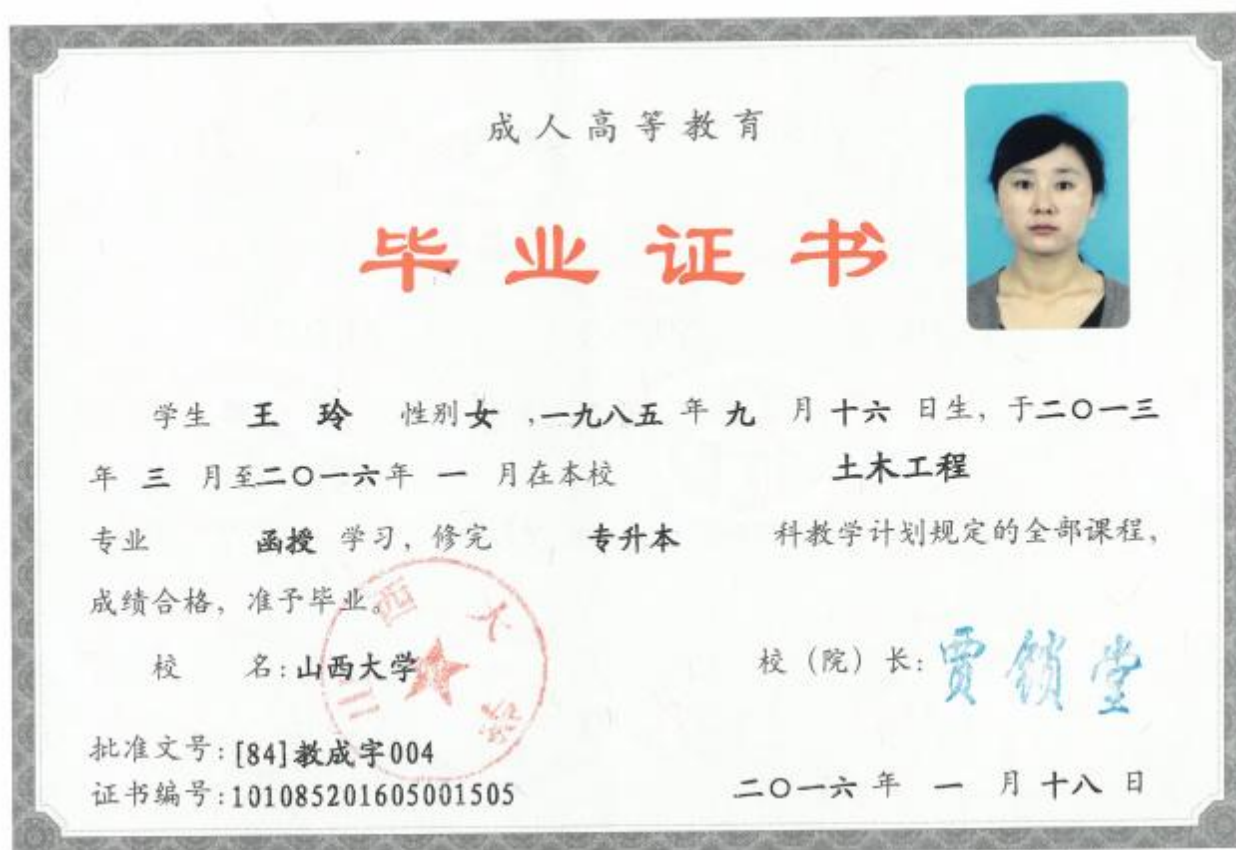 成人高等教育
毕业证书
学生 王 玲 性别女,一九八五 年 九 月 十六 日生，于二〇一三
年 三 月至二〇一六年 一 月在本校 土木工程
专业 函授 学习，修完 专升本 科教学计划规定的全部课程，
成绩合格，准予毕业。
校 名:山西大学
校（院）长: 贾锁堂
山西大学
批准文号:[84]教成字004
证书编号:101085201605001505
二〇一六 年 一 月 十八 日